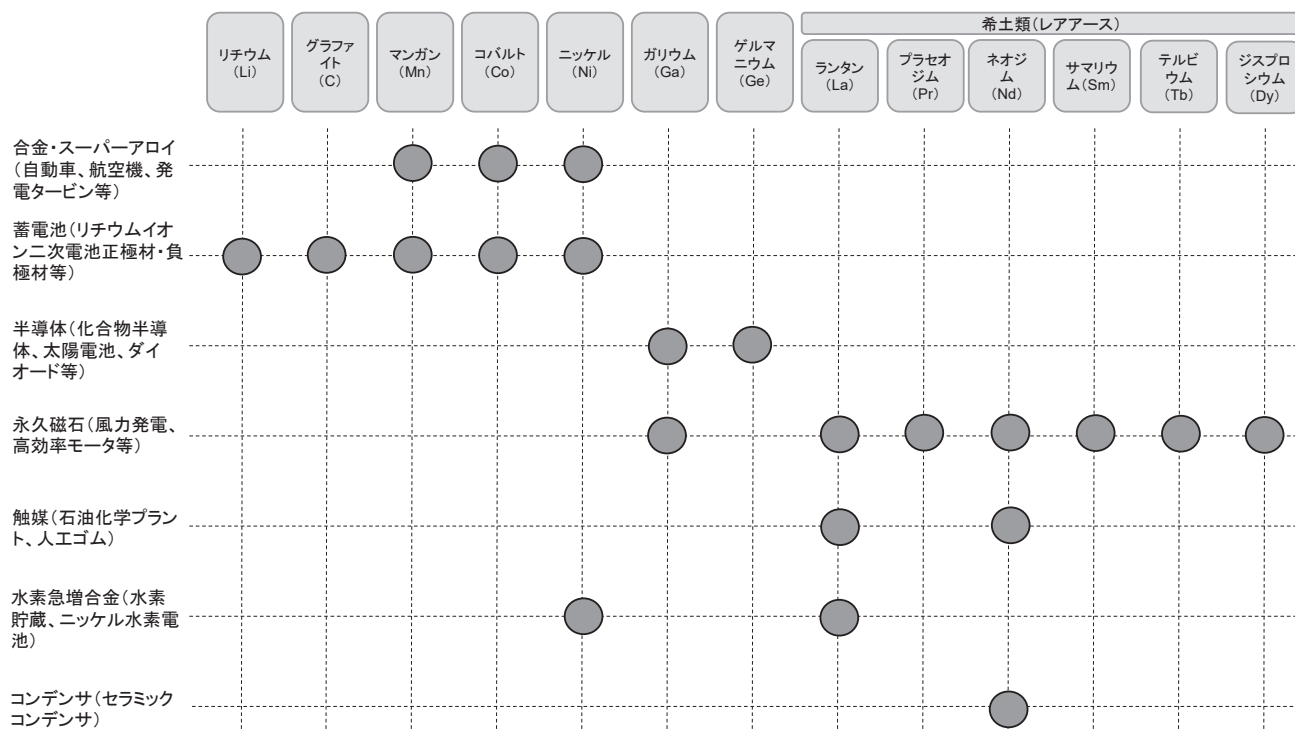 希土類（レアアース）
リチウム
（Li）
グラファ
イト
（C）
マンガン
（Mn）
コバルト
（Co）
ニッケル
（Ni）
ガリウム
（Ga）
ゲルマ
ニウム
（Ge）
ランタン
（La）
プラセオ
ジム
（Pr）
ネオジ
ム
（Nd）
サマリウ
ム（Sm）
テルビ
ウム
（Tb）
ジスプロ
シウム
（Dy）
合金・スーパーアロイ
（自動車、航空機、発
電タービン等）
蓄電池（リチウムイオ
ン二次電池正極材・負
極材等）
半導体（化合物半導
体、太陽電池、ダイ
オード等）
永久磁石（風力発電、
高効率モータ等）
触媒（石油化学プラン
ト、人工ゴム）
水素急増合金（水素
貯蔵、ニッケル水素電
池）
コンデンサ（セラミック
コンデンサ）